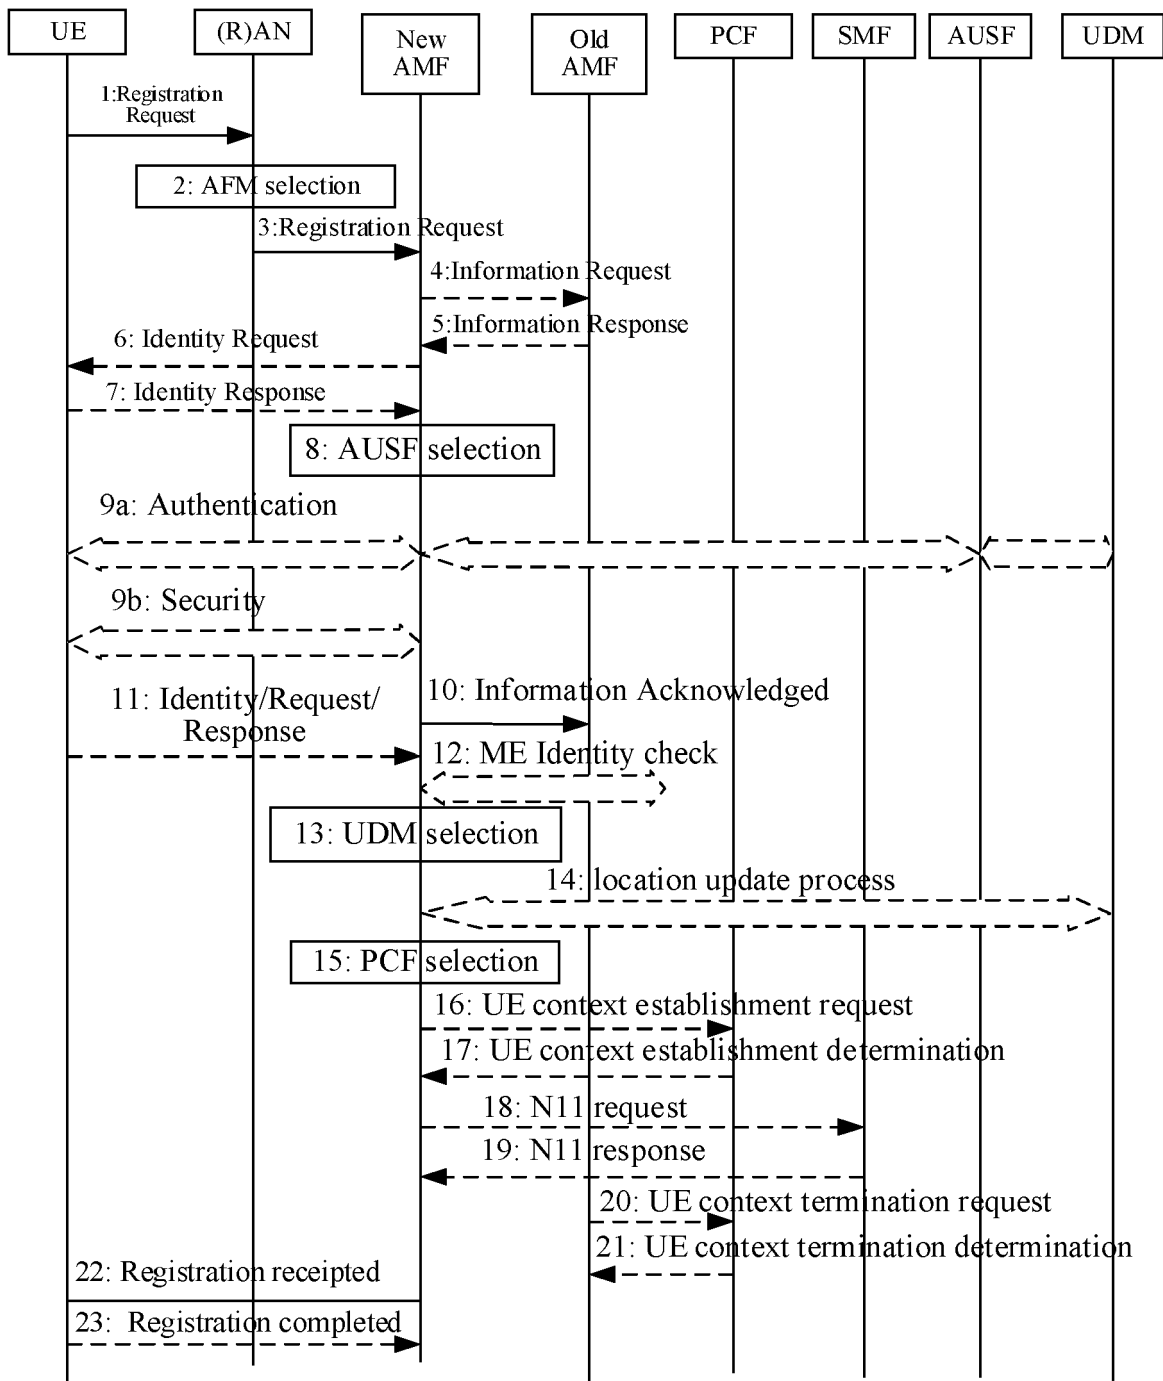 UE
(R)AN
New
AMF
Old
AMF
PCF
SMF
AUSF
UDM
1:Registration
Request
2: AFM selection
3:Registration Request
4:Information Request
5:Information Response
6: Identity Request
7: Identity Response
8: AUSF selection
9a: Authentication
9b: Security
10: Information Acknowledged
11: Identity/Request/
Response
12: ME Identity check
13: UDM selection
14: location update process
15: PCF selection
16: UE context establishment request
17: UE context establishment determination
18: N11 request
19: N11 response
20: UE context termination request
21: UE context termination determination
22: Registration receipted
23: Registration completed